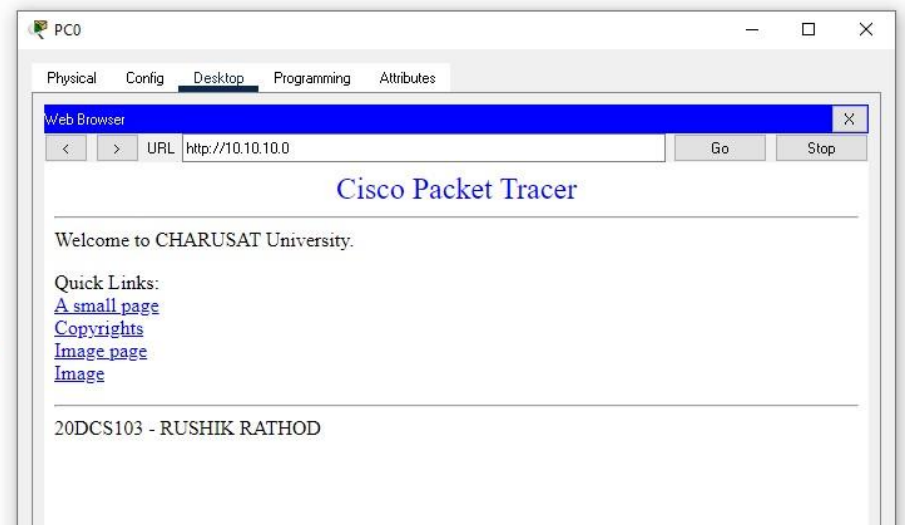 PC0
Physical Config Desktop Programming Attributes
Web Browser X
< > URL http://10.10.10.0 Go Stop
Cisco Packet Tracer
Welcome to CHARUSAT University.
Quick Links:
A small page
Copyrights
Image page
Image
20DCS103 - RUSHIK RATHOD